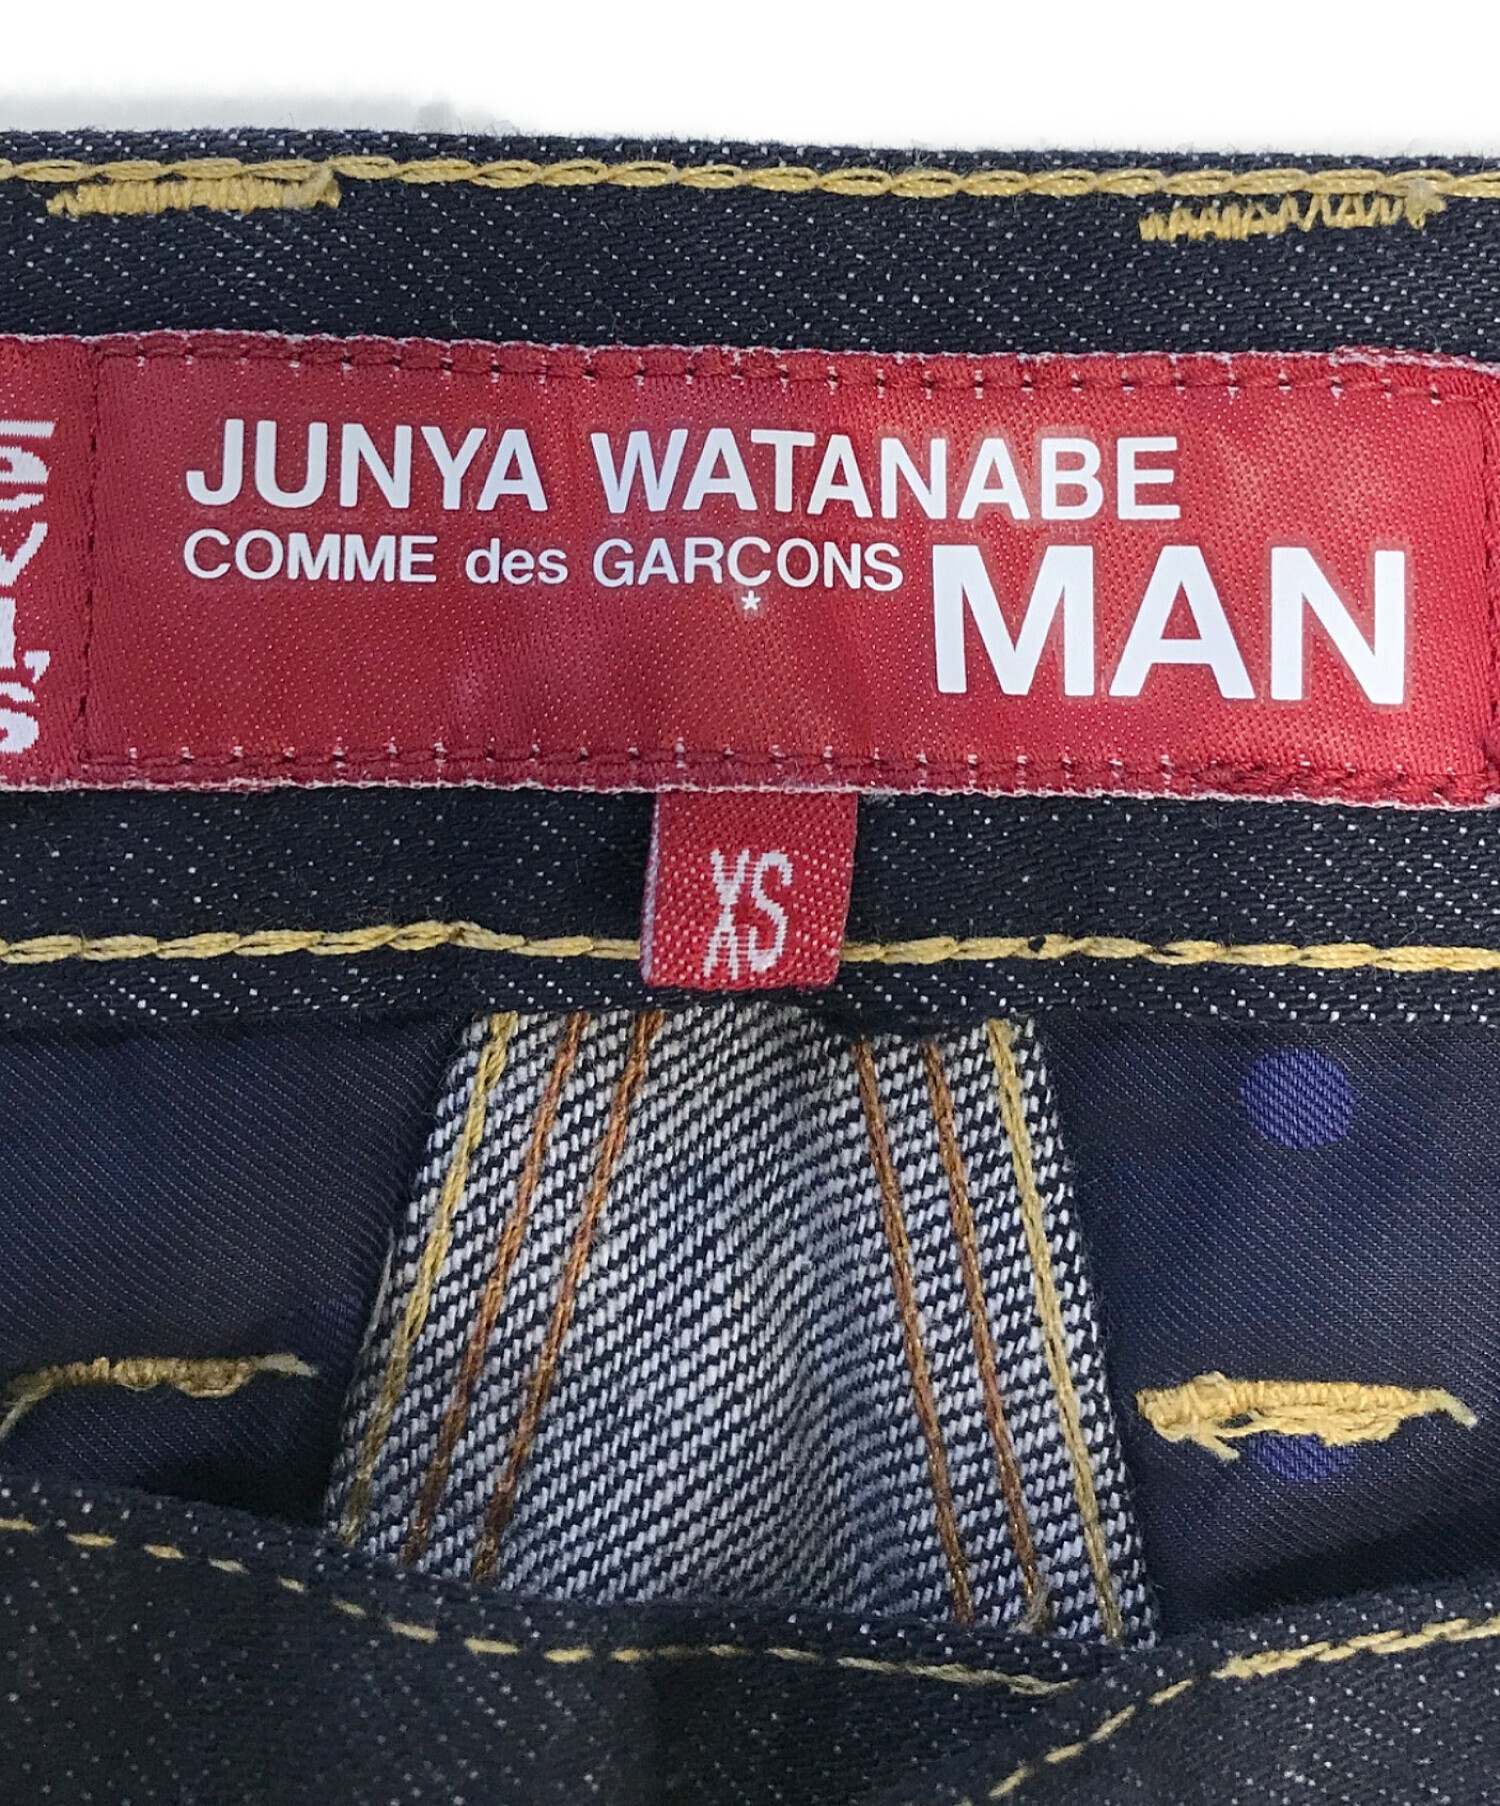 JUNYA WATANABE
COMME des GARÇONS MAN
*
XS